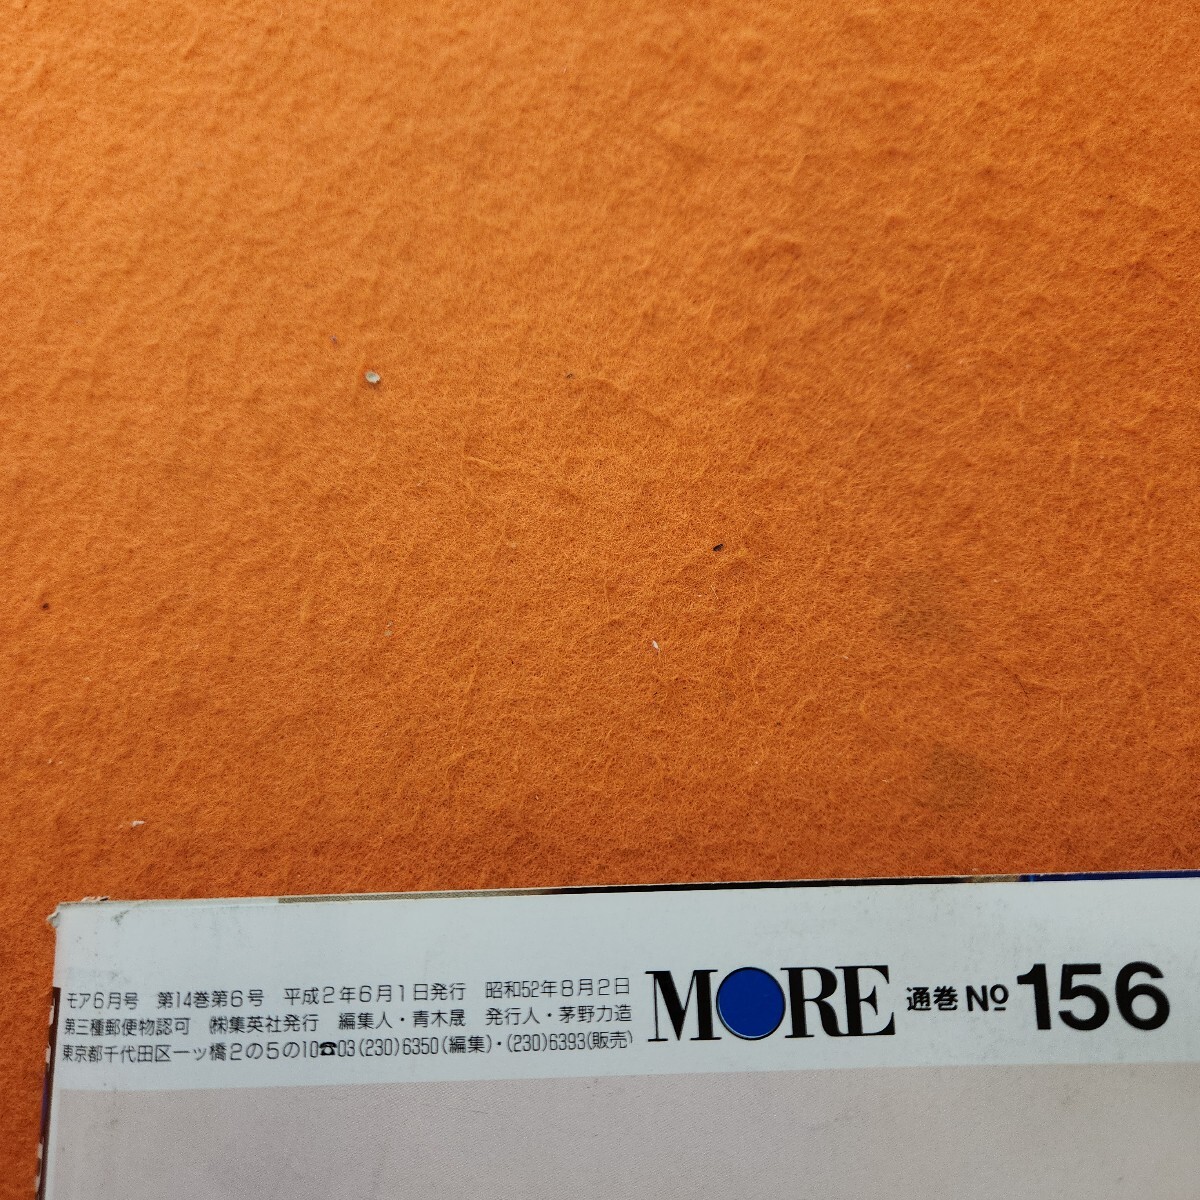 モア6月号 第14巻第6号 平成2年6月1日発行 昭和52年8月2日
第三種郵便物認可 ㈱集英社発行 編集人・青木晟 発行人・茅野力造
東京都千代田区一ッ橋2の5の10☎03(230)6350(編集)・(230)6393(販売)
MORE 通巻 № 156